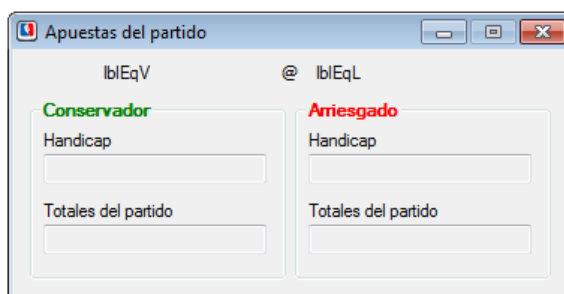 Apuestas del partido
lblEqV @ lblEqL
Conservador Arriesgado
Handicap Handicap
Totales del partido Totales del partido